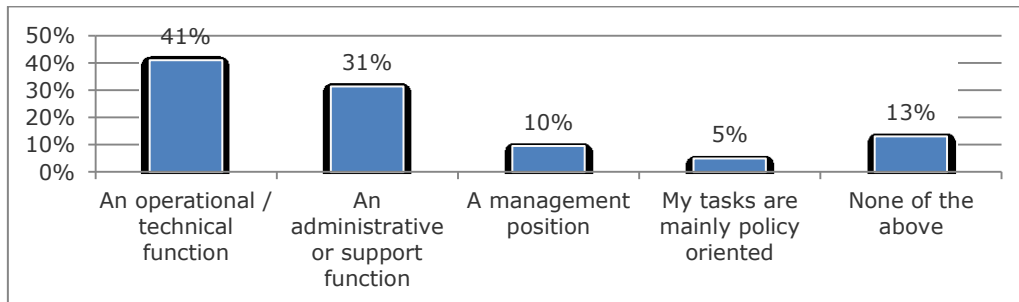 50%
40%
30%
20%
10%
0%
41%
31%
10%
5%
13%
An operational /
technical
function
An
administrative
or support
function
A management
position
My tasks are
mainly policy
oriented
None of the
above